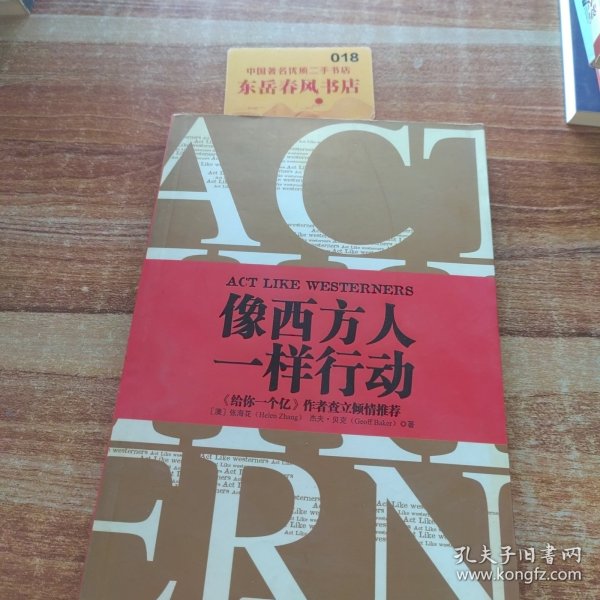 018
中国著名优质二手书店
东岳春风书店
ACT
ACT LIKE WESTERNERS
像西方人
一样行动
《给你一个亿》作者查立倾情推荐
［澳］张海花（Helen Zhang） 杰夫·贝克（Geoff Baker）◎著
ERN
孔夫子旧书网
www.kongfz.com